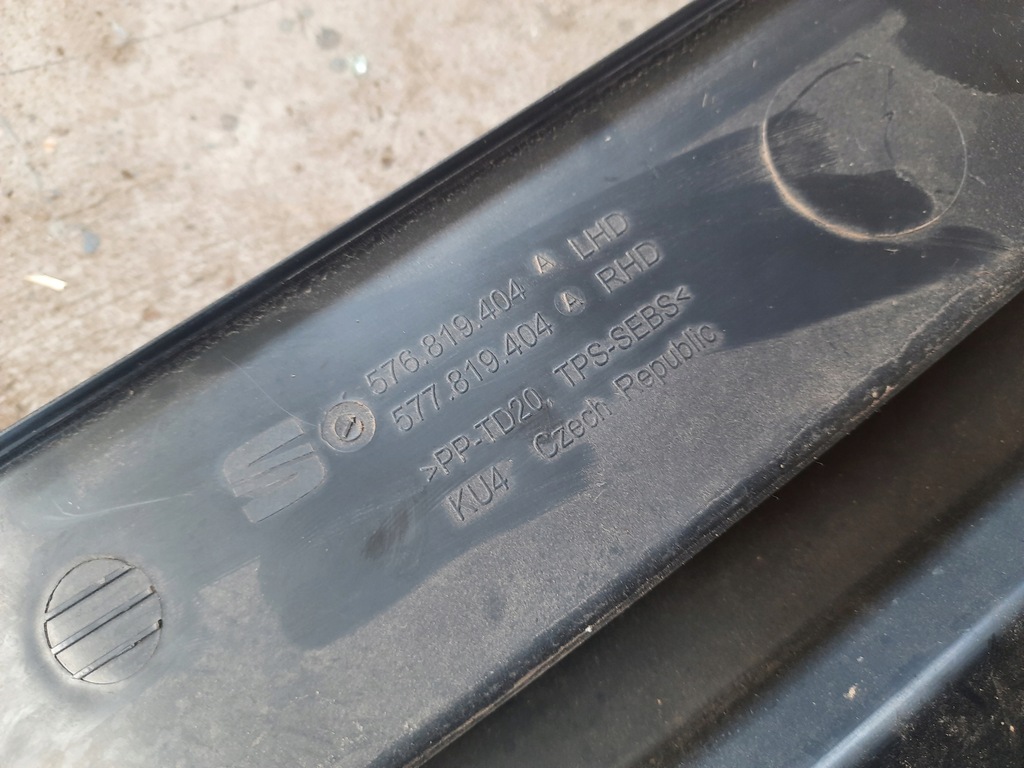 576.819.404 A LHD
577.819.404 A RHD
>PP-TD20, TPS-SEBS<
KU4 Czech Republic